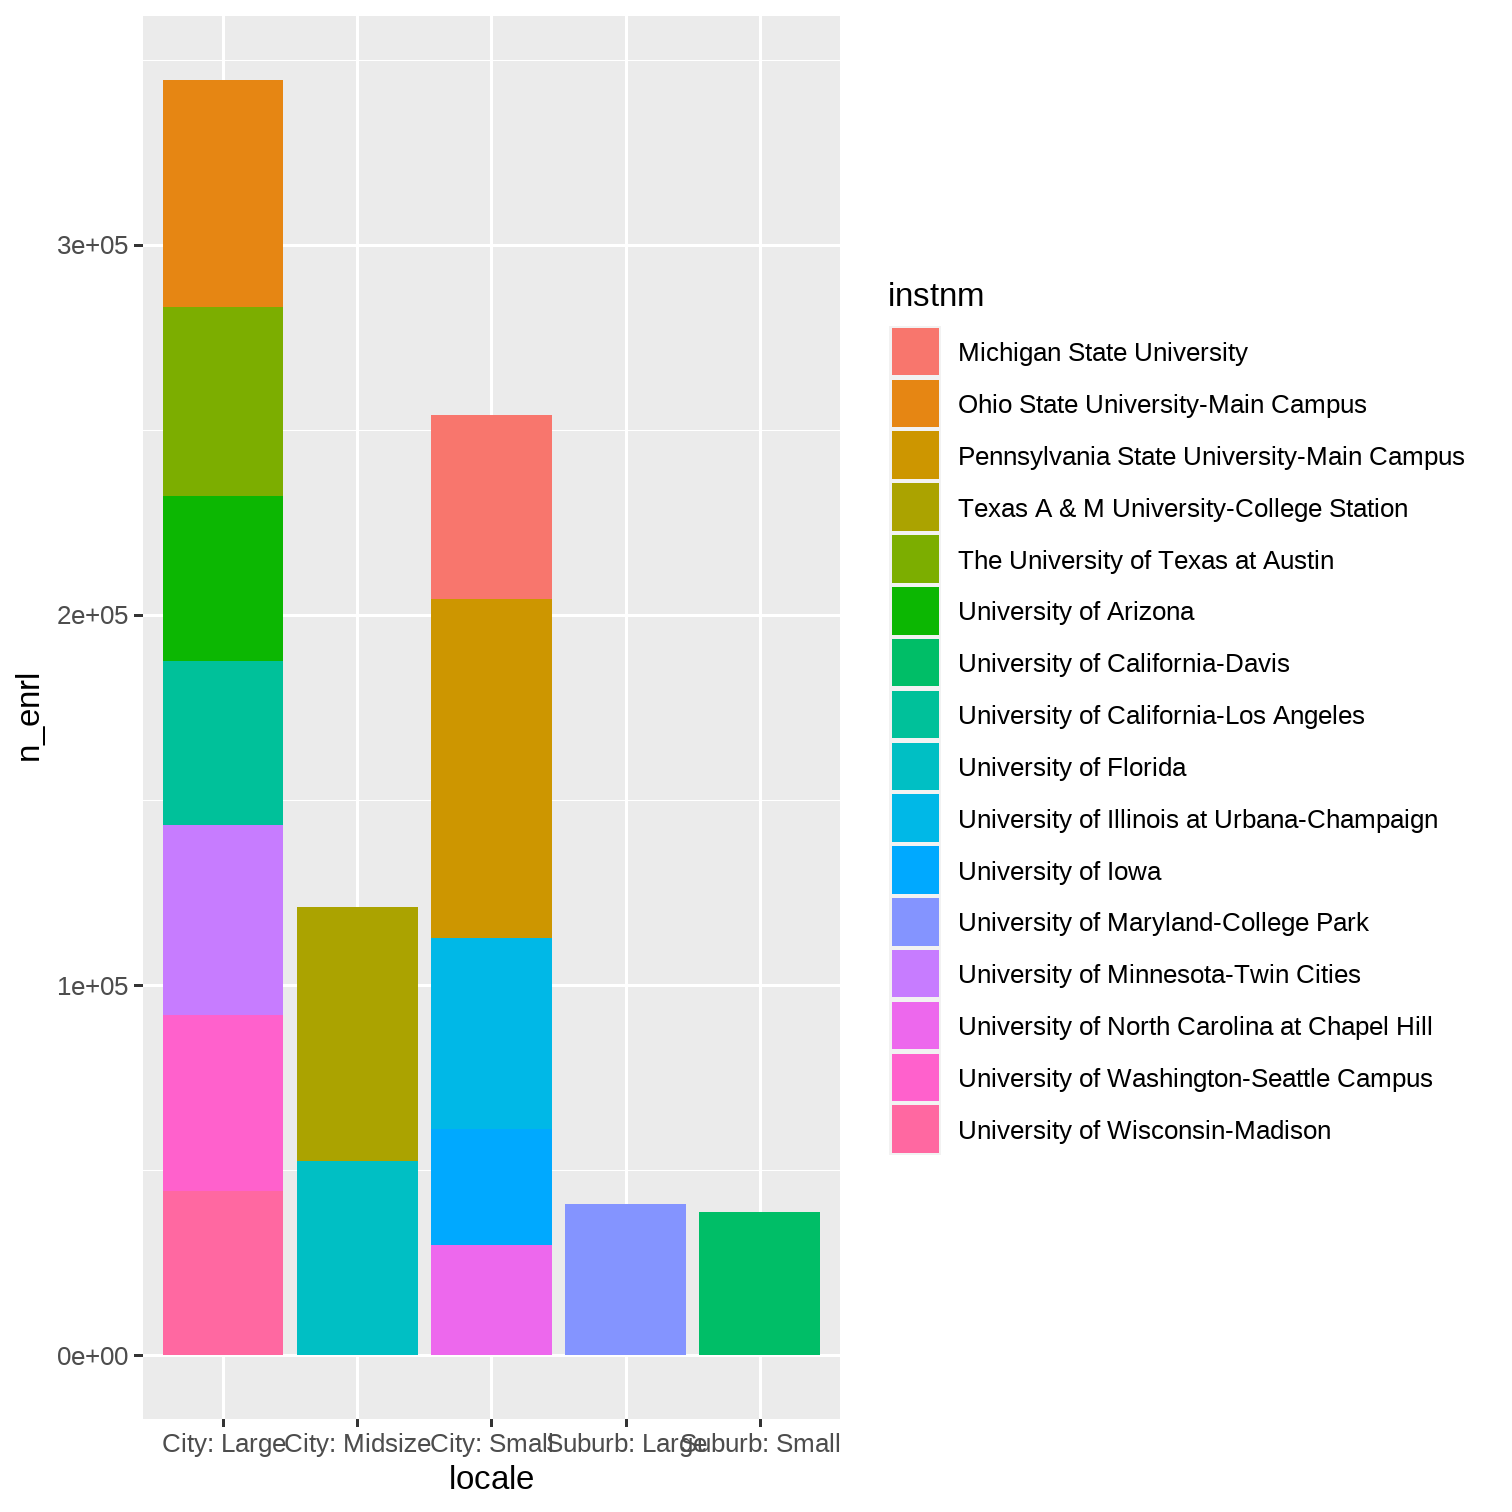 3e+05
2e+05
1e+05
0e+00
n_enrl
City: Large
City: Midsize
City: Small
Suburb: Large
Suburb: Small
locale
instnm
Michigan State University
Ohio State University-Main Campus
Pennsylvania State University-Main Campus
Texas A & M University-College Station
The University of Texas at Austin
University of Arizona
University of California-Davis
University of California-Los Angeles
University of Florida
University of Illinois at Urbana-Champaign
University of Iowa
University of Maryland-College Park
University of Minnesota-Twin Cities
University of North Carolina at Chapel Hill
University of Washington-Seattle Campus
University of Wisconsin-Madison